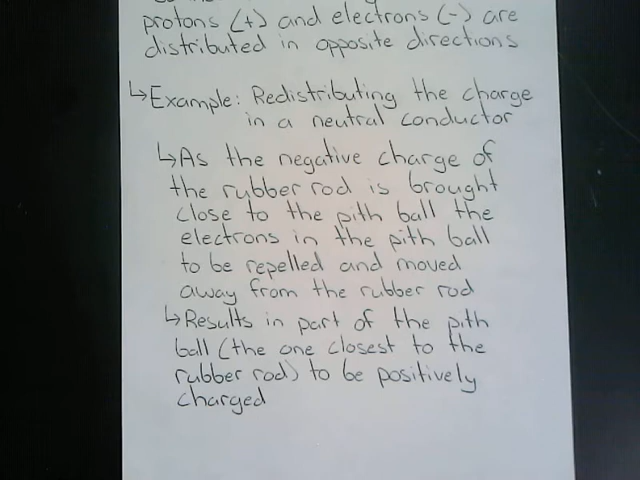 protons (+) and electrons (-) are
distributed in opposite directions
↳Example: Redistributing the charge
in a neutral conductor
↳As the negative charge of
the rubber rod is brought
close to the pith ball the
electrons in the pith ball
to be repelled and moved
away from the rubber rod
↳Results in part of the pith
ball (the one closest to the
rubber rod) to be positively
charged